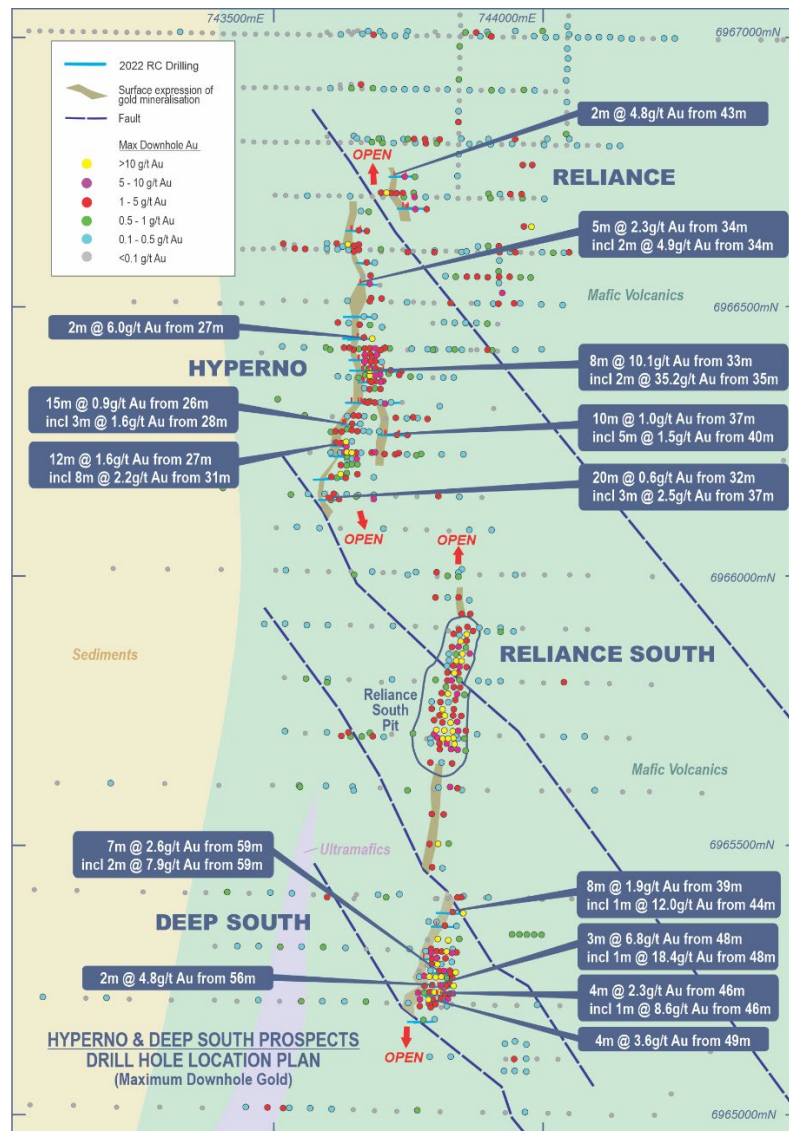 743500mE
744000mE
6967000mN
2022 RC Drilling
Surface expression of
gold mineralisation
Fault
Max Downhole Au
>10 g/t Au
5 - 10 g/t Au
1 - 5 g/t Au
0.5 - 1 g/t Au
0.1 - 0.5 g/t Au
<0.1 g/t Au
2m @ 4.8g/t Au from 43m
OPEN
RELIANCE
5m @ 2.3g/t Au from 34m
incl 2m @ 4.9g/t Au from 34m
Mafic Volcanics
6966500mN
2m @ 6.0g/t Au from 27m
HYPERNO
8m @ 10.1g/t Au from 33m
incl 2m @ 35.2g/t Au from 35m
15m @ 0.9g/t Au from 26m
incl 3m @ 1.6g/t Au from 28m
10m @ 1.0g/t Au from 37m
incl 5m @ 1.5g/t Au from 40m
12m @ 1.6g/t Au from 27m
incl 8m @ 2.2g/t Au from 31m
20m @ 0.6g/t Au from 32m
incl 3m @ 2.5g/t Au from 37m
OPEN
OPEN
6966000mN
Sediments
RELIANCE SOUTH
Reliance
South
Pit
Mafic Volcanics
6965500mN
7m @ 2.6g/t Au from 59m
incl 2m @ 7.9g/t Au from 59m
Ultramafics
8m @ 1.9g/t Au from 39m
incl 1m @ 12.0g/t Au from 44m
DEEP SOUTH
3m @ 6.8g/t Au from 48m
incl 1m @ 18.4g/t Au from 48m
2m @ 4.8g/t Au from 56m
4m @ 2.3g/t Au from 46m
incl 1m @ 8.6g/t Au from 46m
4m @ 3.6g/t Au from 49m
HYPERNO & DEEP SOUTH PROSPECTS
DRILL HOLE LOCATION PLAN
(Maximum Downhole Gold)
OPEN
6965000mN